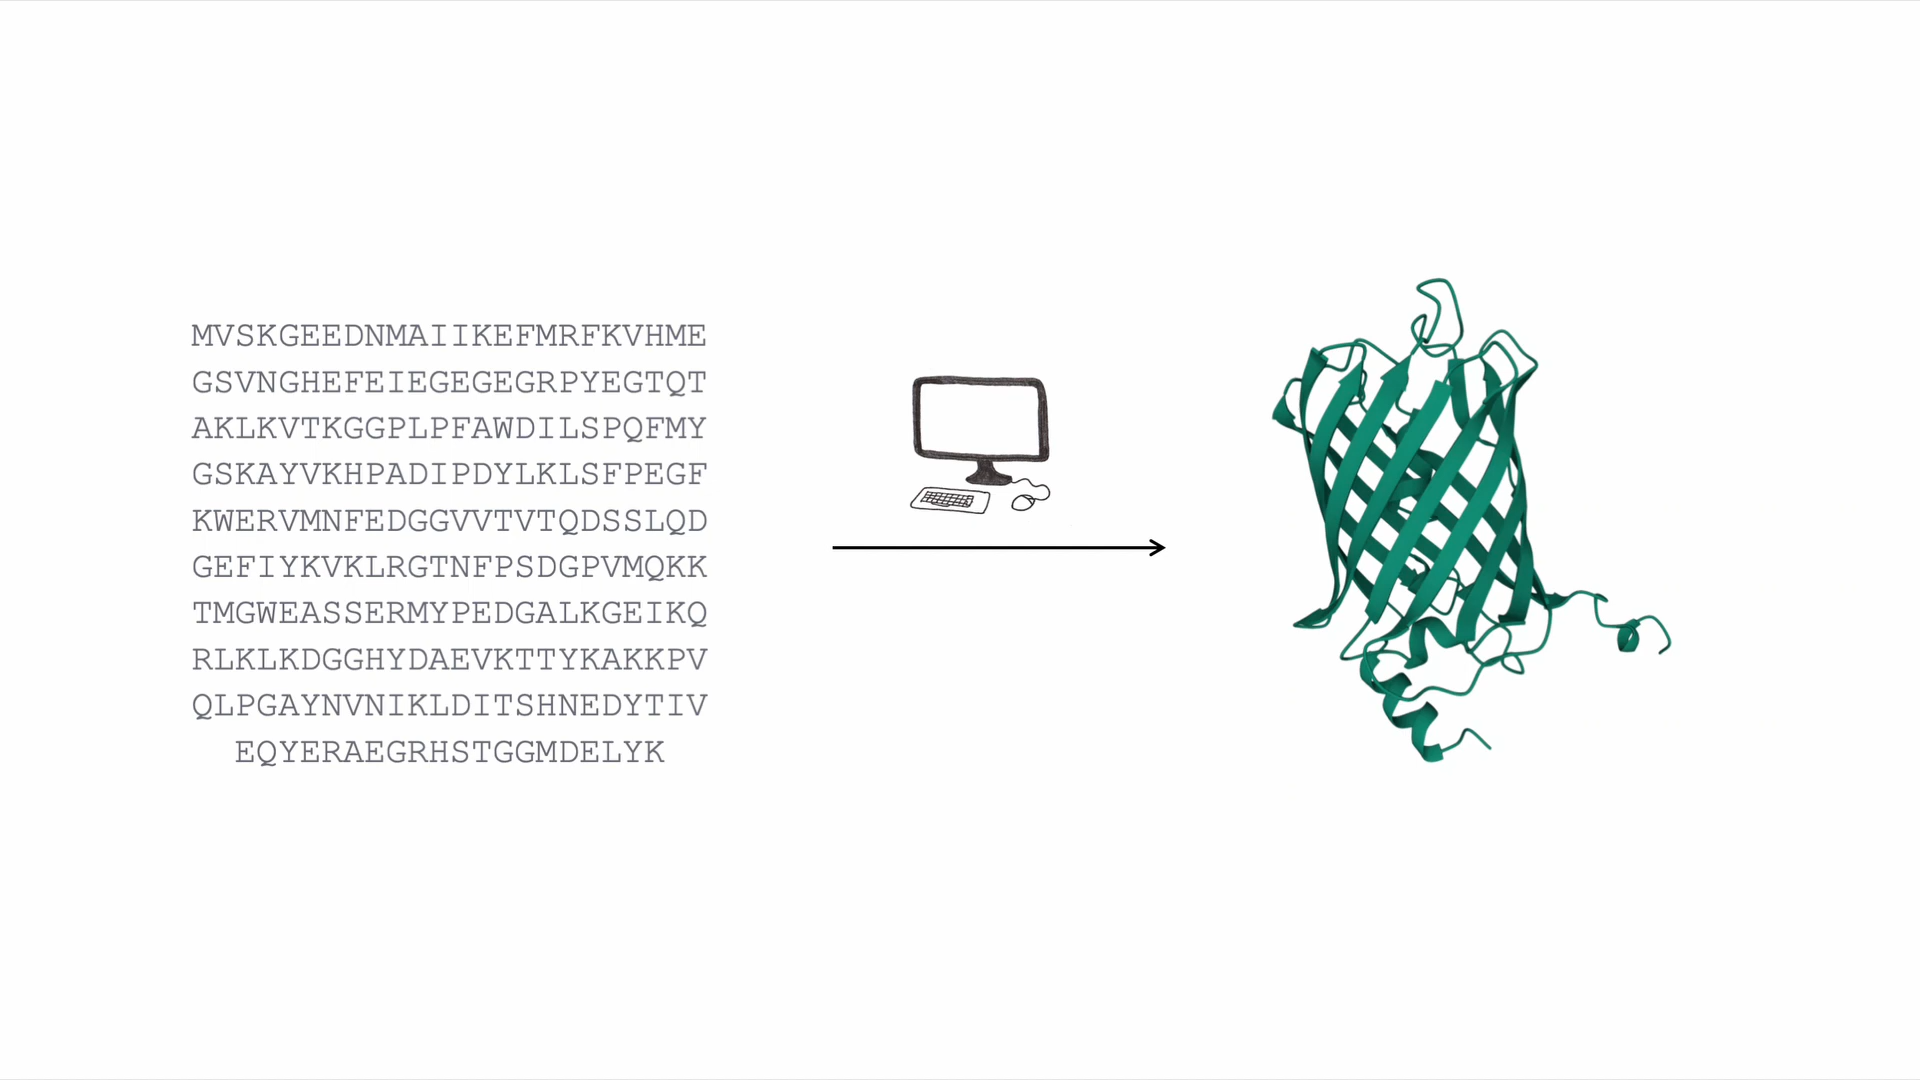 MVSKGEEDNMAIIKEFMRFKVHME
GSVNGHEFEIEGEGEGRPYEGTQT
AKLKVTKGGPLPFAWDILSPQFMY
GSKAYVKHPADIPDYLKLSFPEGF
KWERVMNFEDGGVVTVTQDSSLQD
GEFIYKVKLRGTNFPSDGPVMQKK
TMGWEASSERMYPEDGALKGEIKQ
RLKLKDGGHYDAEVKTTYKAKKPV
QLPGAYNVNIKLDITSHNEDYTIV
EQYERAEGRHSTGGMDELYK